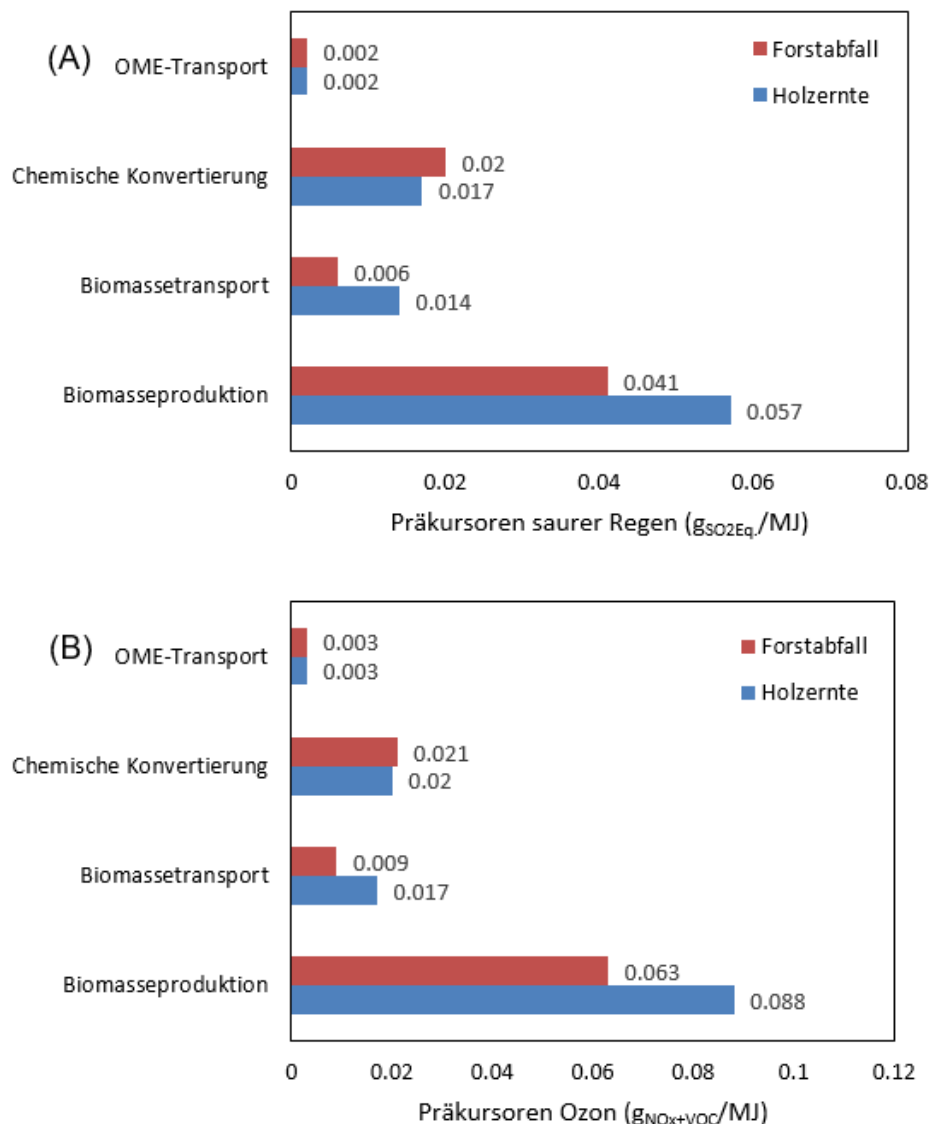 (A)
Forstabfall
Holzernte
OME-Transport
0.002
0.002
Chemische Konvertierung
0.02
0.017
Biomassetransport
0.006
0.014
Biomasseproduktion
0.041
0.057
0 0.02 0.04 0.06 0.08
Präkursoren saurer Regen (gSO2Eq./MJ)
(B)
Forstabfall
Holzernte
OME-Transport
0.003
0.003
Chemische Konvertierung
0.021
0.02
Biomassetransport
0.009
0.017
Biomasseproduktion
0.063
0.088
0 0.02 0.04 0.06 0.08 0.1 0.12
Präkursoren Ozon (gNOx+VOC/MJ)